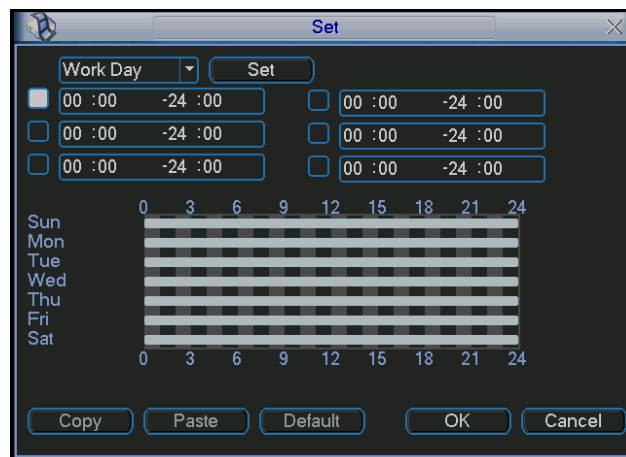 Set
Work Day Set
00 :00 -24 :00 00 :00 -24 :00
00 :00 -24 :00 00 :00 -24 :00
00 :00 -24 :00 00 :00 -24 :00
0 3 6 9 12 15 18 21 24
Sun
Mon
Tue
Wed
Thu
Fri
Sat
0 3 6 9 12 15 18 21 24
Copy Paste Default OK Cancel